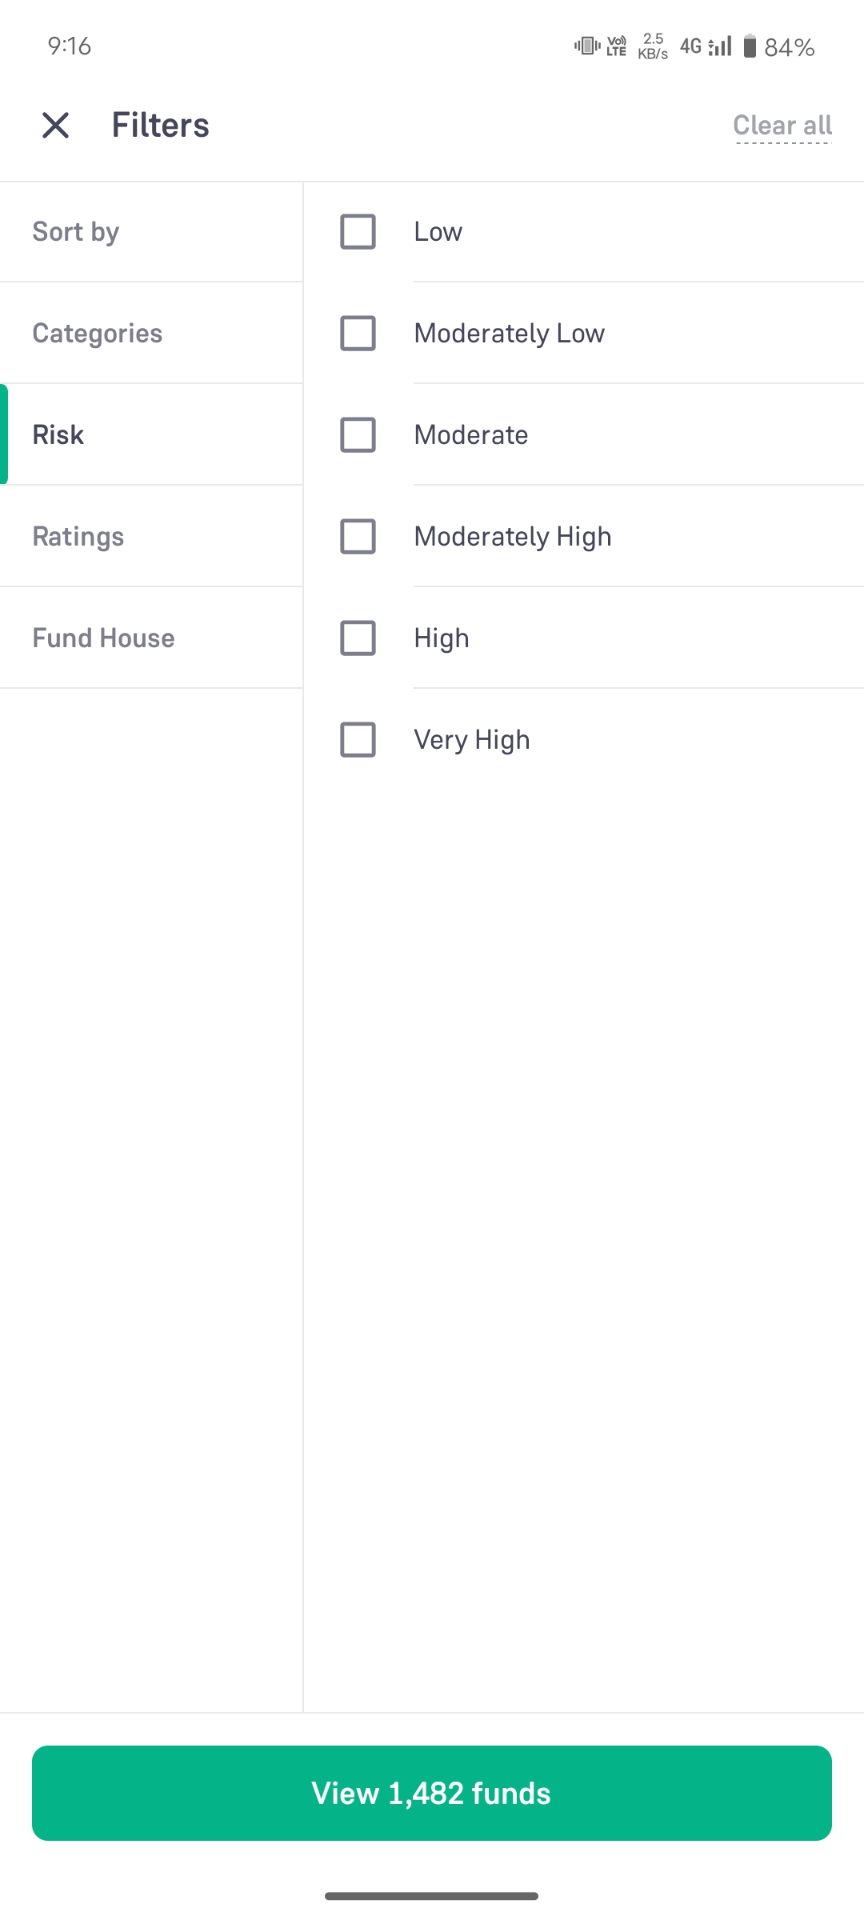 9:16
Vo) LTE 2.5 KB/s 4G 84%
Filters
Clear all
Sort by
Categories
Risk
Ratings
Fund House
Low
Moderately Low
Moderate
Moderately High
High
Very High
View 1,482 funds